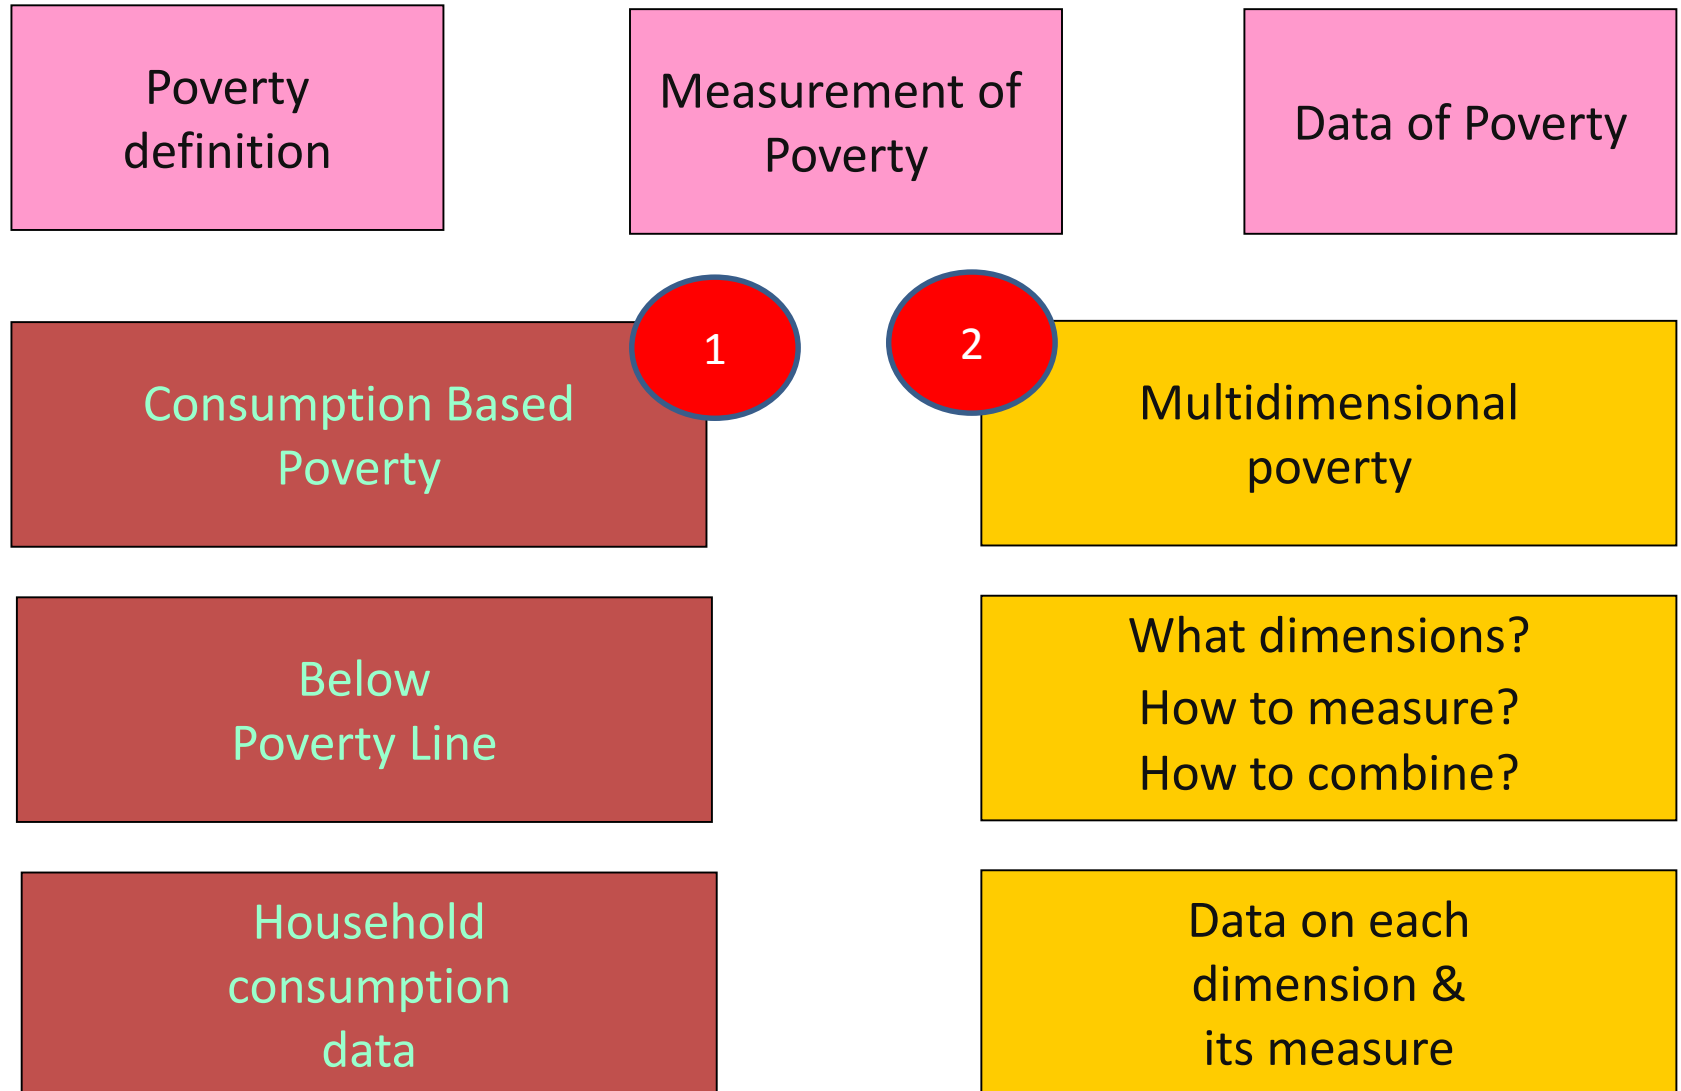 Poverty
definition
Measurement of
Poverty
Data of Poverty
1
2
Consumption Based
Poverty
Multidimensional
poverty
Below
Poverty Line
What dimensions?
How to measure?
How to combine?
Household
consumption
data
Data on each
dimension &
its measure